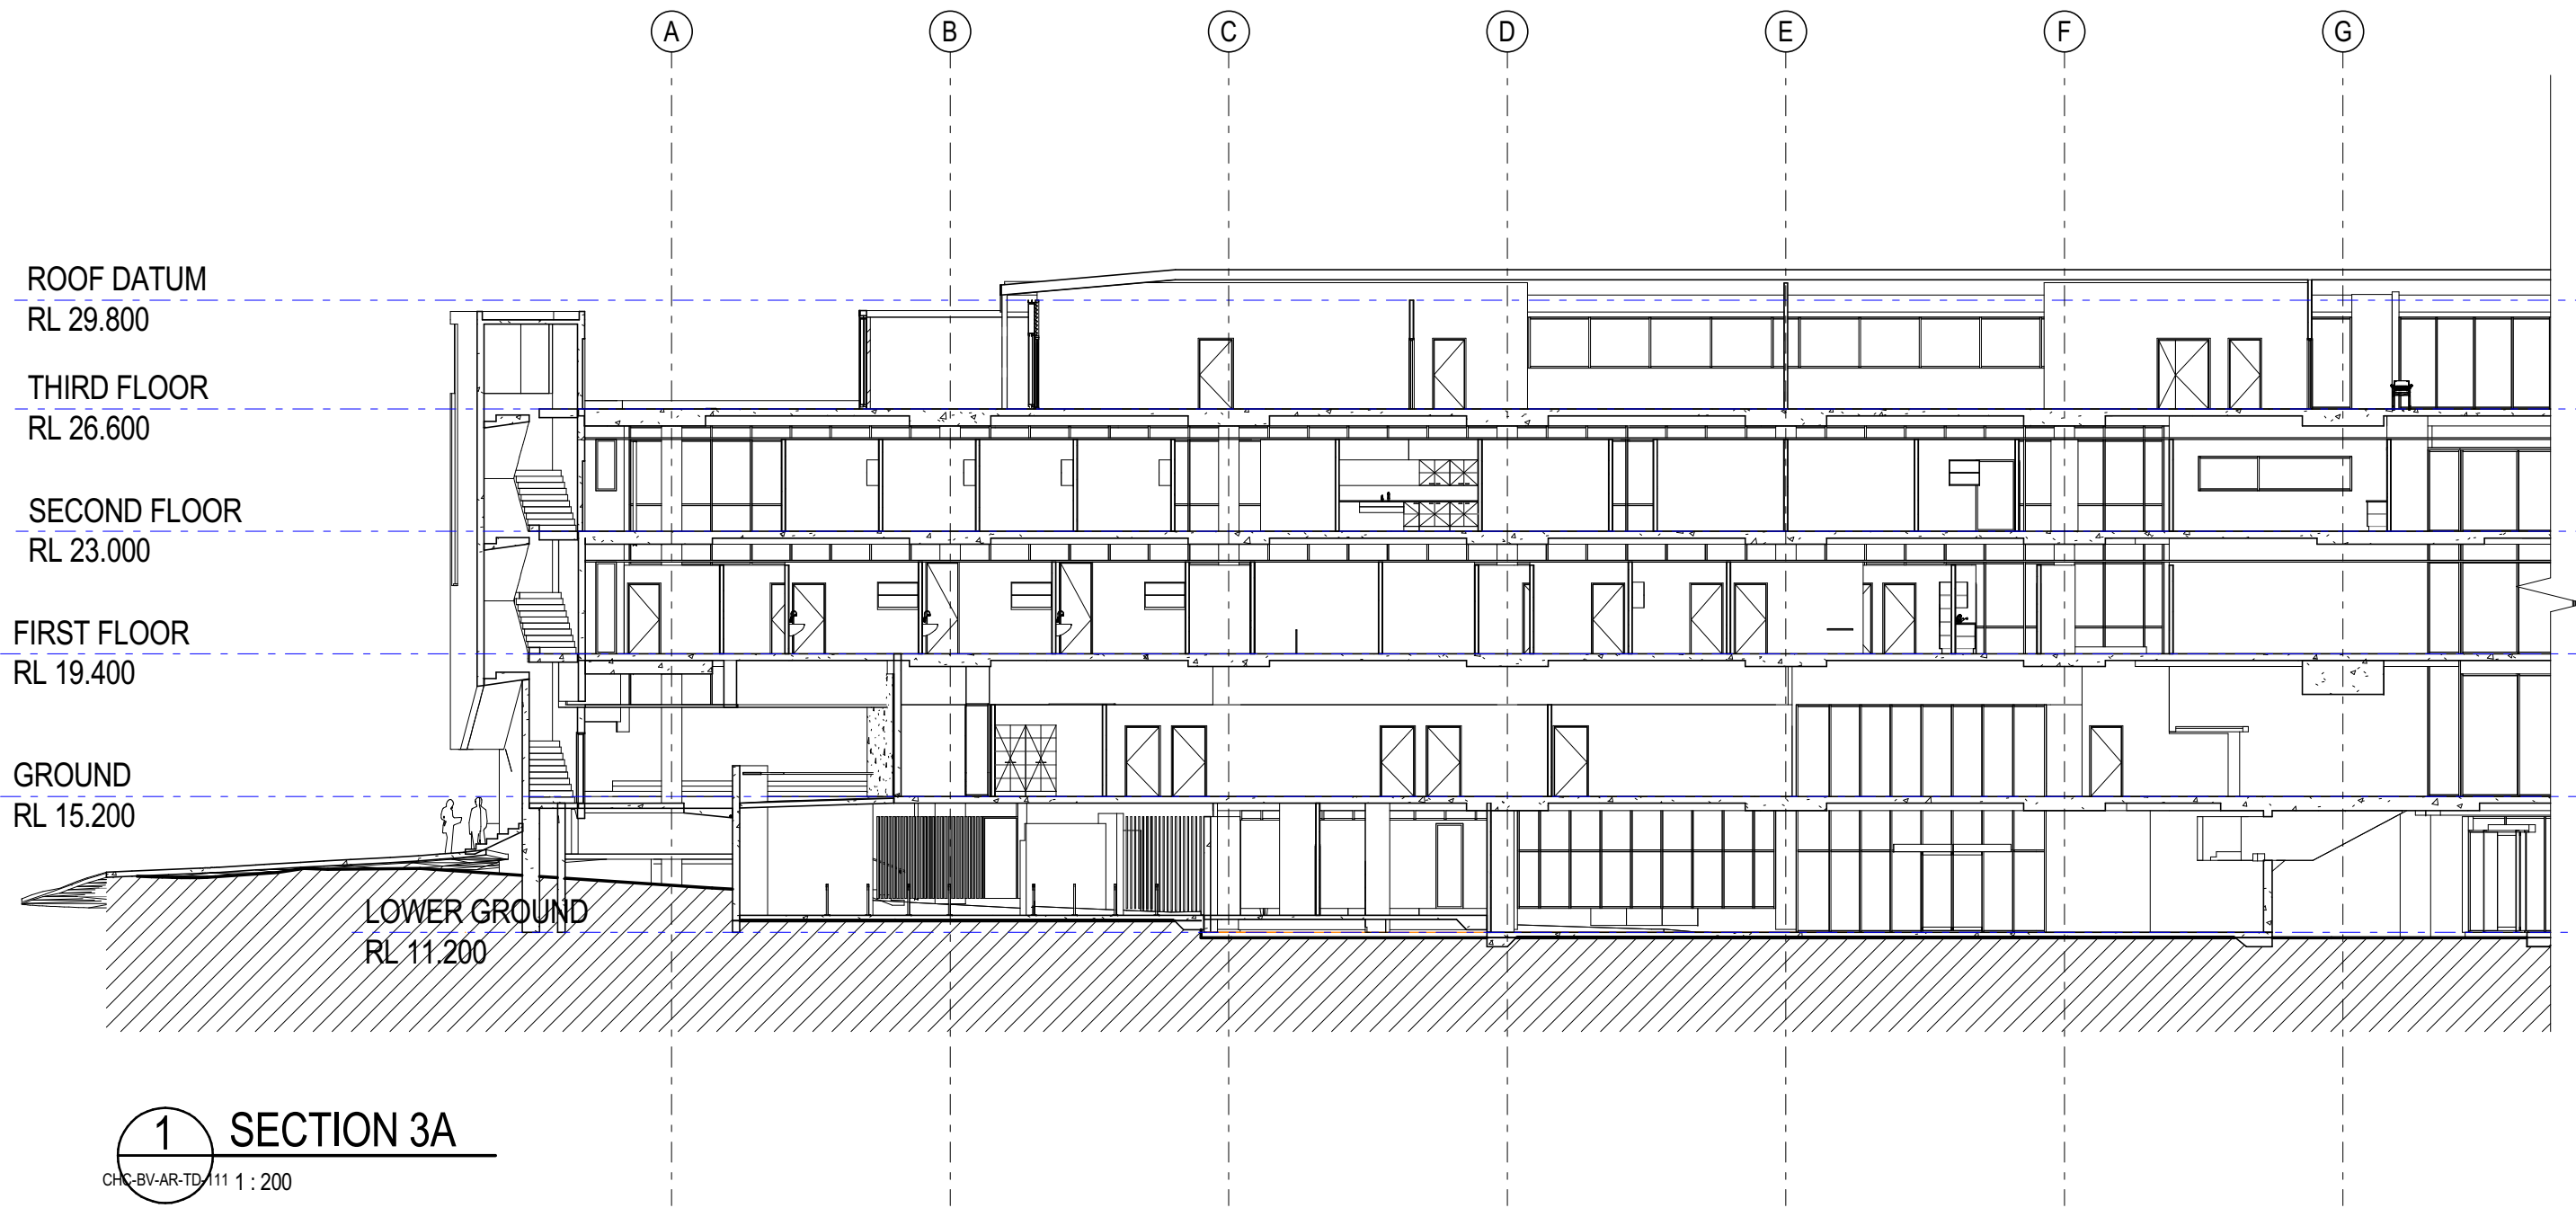 A B C D E F G
ROOF DATUM
RL 29.800
THIRD FLOOR
RL 26.600
SECOND FLOOR
RL 23.000
FIRST FLOOR
RL 19.400
GROUND
RL 15.200
LOWER GROUND
RL 11.200
1 SECTION 3A
CHC-BV-AR-TD-111 1 : 200